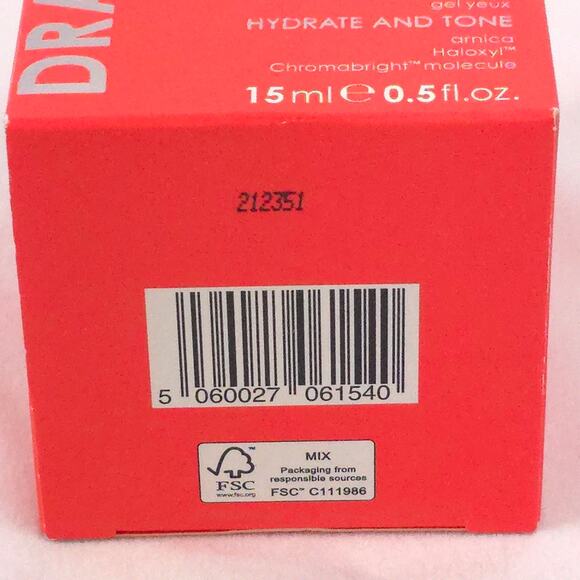 DRA
gel yeux
HYDRATE AND TONE
arnica
Haloxyl™
Chromabright™ molecule
15ml e 0.5fl.oz.
212351
5 060027 061540
FSC™
www.fsc.org
MIX
Packaging from
responsible sources
FSC™ C111986